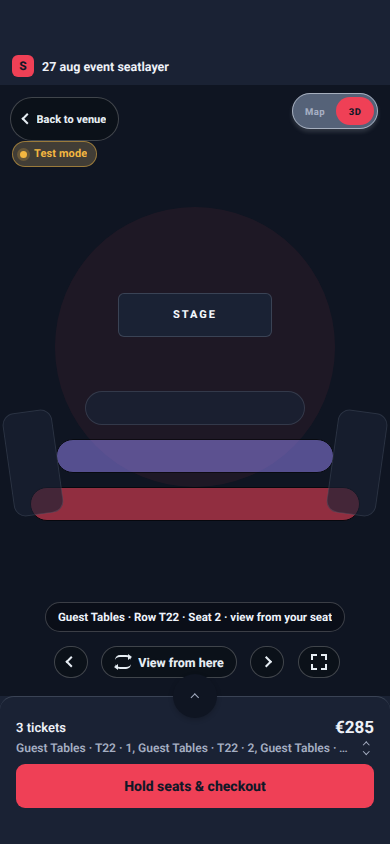 S 27 aug event seatlayer
Back to venue
Map 3D
Test mode
STAGE
Guest Tables · Row T22 · Seat 2 · view from your seat
View from here
3 tickets €285
Guest Tables · T22 · 1, Guest Tables · T22 · 2, Guest Tables · ...
Hold seats & checkout